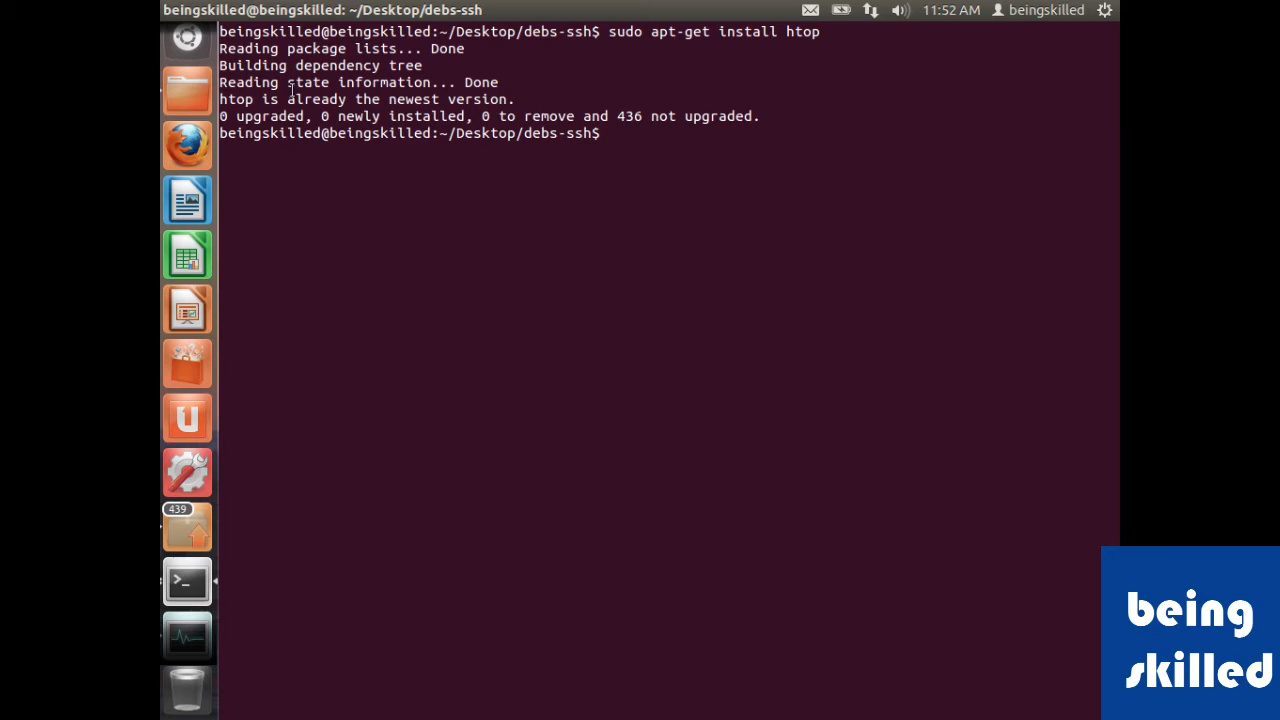 beingskilled@beingskilled: ~/Desktop/debs-ssh
11:52 AM
beingskilled
beingskilled@beingskilled:~/Desktop/debs-ssh$ sudo apt-get install htop
Reading package lists... Done
Building dependency tree
Reading state information... Done
htop is already the newest version.
0 upgraded, 0 newly installed, 0 to remove and 436 not upgraded.
beingskilled@beingskilled:~/Desktop/debs-ssh$
439
being
skilled